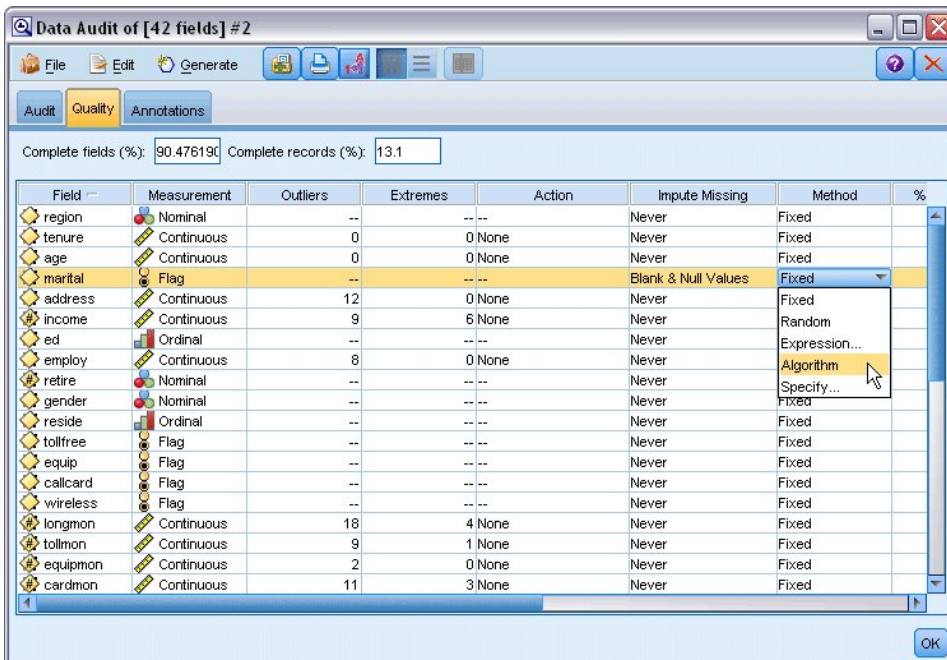 Data Audit of [42 fields] #2
File Edit Generate
Audit Quality Annotations
Complete fields (%): 90.476190 Complete records (%): 13.1
Field Measurement Outliers Extremes Action Impute Missing Method %
region Nominal -- -- -- Never Fixed
tenure Continuous 0 0 None Never Fixed
age Continuous 0 0 None Never Fixed
marital Flag -- -- -- Blank & Null Values Fixed
address Continuous 12 0 None Never Fixed
income Continuous 9 6 None Never Random
ed Ordinal -- -- -- Never Expression...
employ Continuous 8 0 None Never Algorithm
retire Nominal -- -- -- Never Specify...
gender Nominal -- -- -- Never Fixed
reside Ordinal -- -- -- Never Fixed
tollfree Flag -- -- -- Never Fixed
equip Flag -- -- -- Never Fixed
callcard Flag -- -- -- Never Fixed
wireless Flag -- -- -- Never Fixed
longmon Continuous 18 4 None Never Fixed
tollmon Continuous 9 1 None Never Fixed
equipmon Continuous 2 0 None Never Fixed
cardmon Continuous 11 3 None Never Fixed
OK